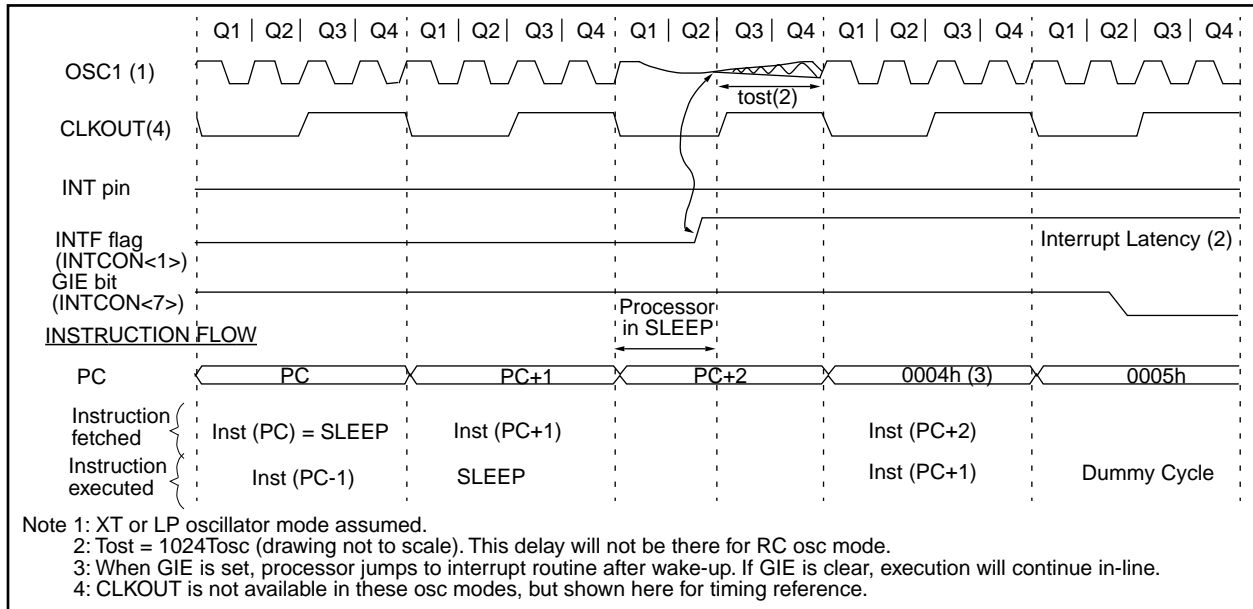 Q1 | Q2 | Q3 | Q4 | Q1 | Q2 | Q3 | Q4 | Q1 | Q2 | Q3 | Q4 | Q1 | Q2 | Q3 | Q4 | Q1 | Q2 | Q3 | Q4
OSC1 (1)
tost(2)
CLKOUT(4)
INT pin
INTF flag
(INTCON<1>)
Interrupt Latency (2)
GIE bit
(INTCON<7>)
Processor
in SLEEP
INSTRUCTION FLOW
PC PC PC+1 PC+2 0004h (3) 0005h
Instruction
fetched Inst (PC) = SLEEP Inst (PC+1) Inst (PC+2)
Instruction
executed Inst (PC-1) SLEEP Inst (PC+1) Dummy Cycle
Note 1: XT or LP oscillator mode assumed.
2: Tost = 1024Tosc (drawing not to scale). This delay will not be there for RC osc mode.
3: When GIE is set, processor jumps to interrupt routine after wake-up. If GIE is clear, execution will continue in-line.
4: CLKOUT is not available in these osc modes, but shown here for timing reference.